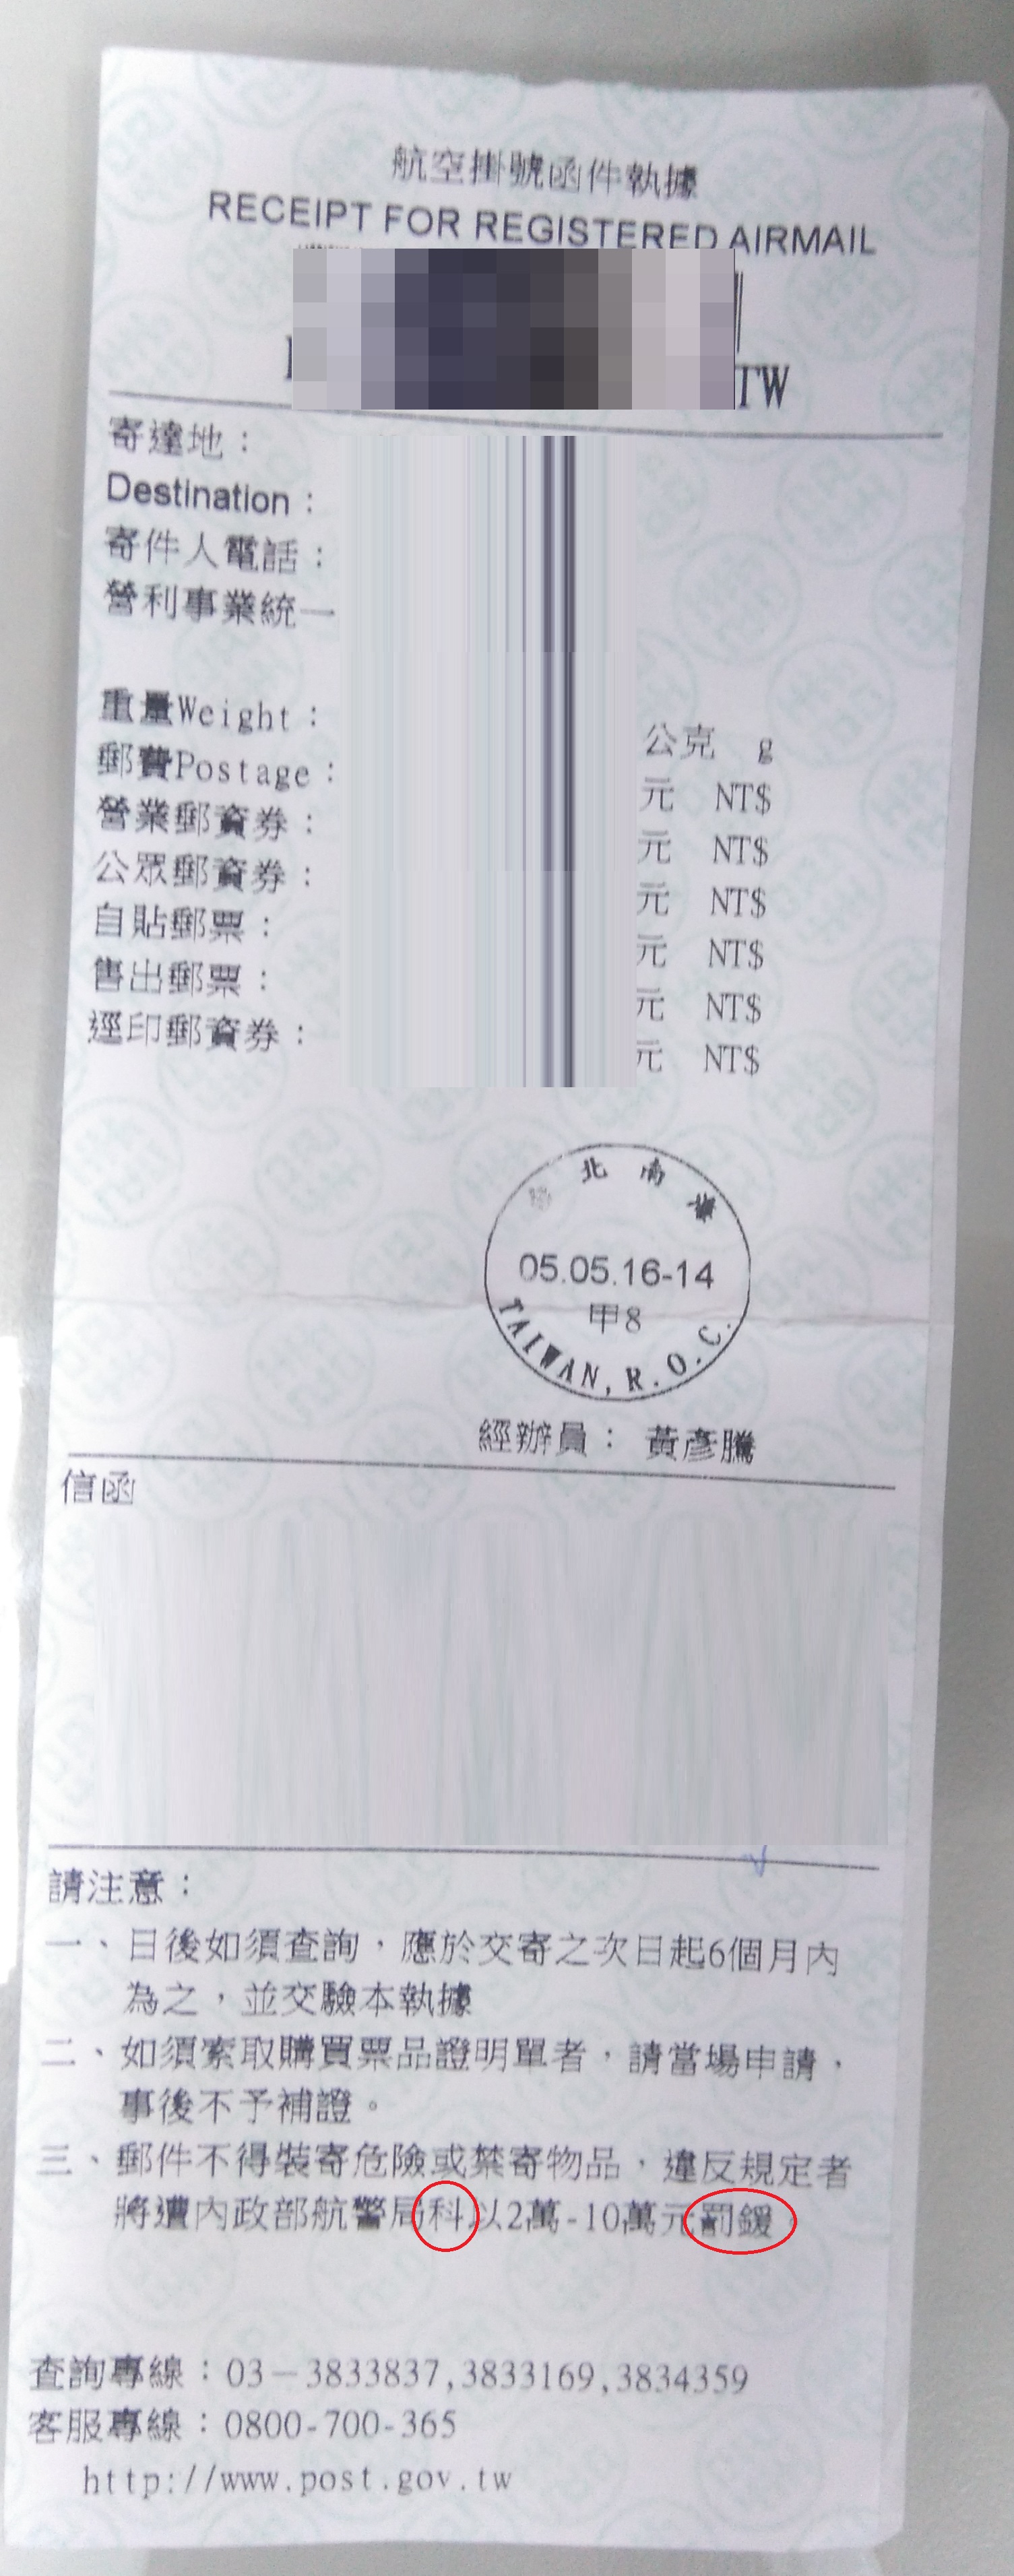 航空掛號函件執據
RECEIPT FOR REGISTERED AIRMAIL
TW
寄達地：
Destination：
寄件人電話：
營利事業統一
重量Weight： 公克 g
郵費Postage： 元 NT$
營業郵資券： 元 NT$
公眾郵資券： 元 NT$
自貼郵票： 元 NT$
售出郵票： 元 NT$
逕印郵資券： 元 NT$
北南
05.05.16-14
甲8
TAIWAN, R.O.C.
經辦員： 黃彥騰
信函
請注意：
一、日後如須查詢，應於交寄之次日起6個月內
為之，並交驗本執據
二、如須索取購買票品證明單者，請當場申請，
事後不予補證。
三、郵件不得裝寄危險或禁寄物品，違反規定者
將遭內政部航警局科以2萬-10萬元罰鍰。
查詢專線：03－3833837,3833169,3834359
客服專線：0800-700-365
http://www.post.gov.tw